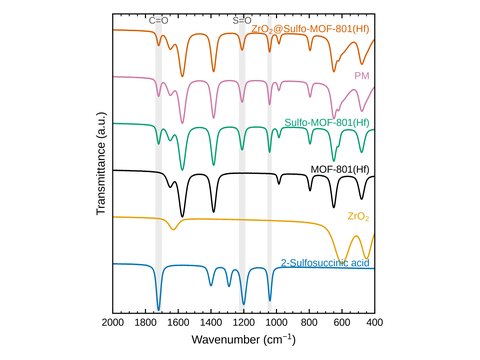 C=O S=O
ZrO₂@Sulfo-MOF-801(Hf)
PM
Sulfo-MOF-801(Hf)
MOF-801(Hf)
ZrO₂
2-Sulfosuccinic acid
Transmittance (a.u.)
2000 1800 1600 1400 1200 1000 800 600 400
Wavenumber (cm⁻¹)